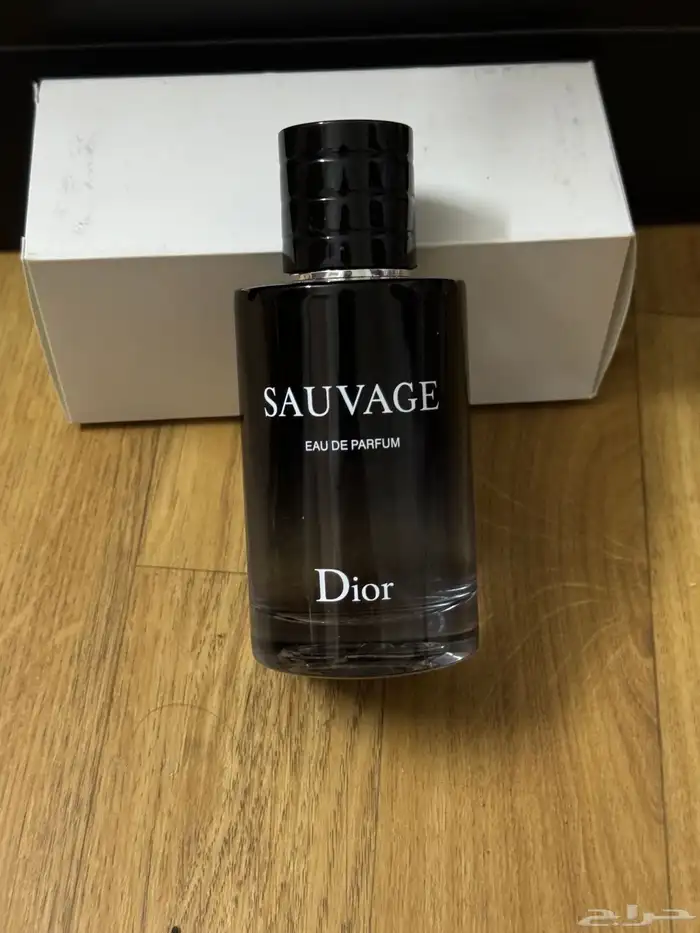 SAUVAGE
EAU DE PARFUM
Dior
حراج